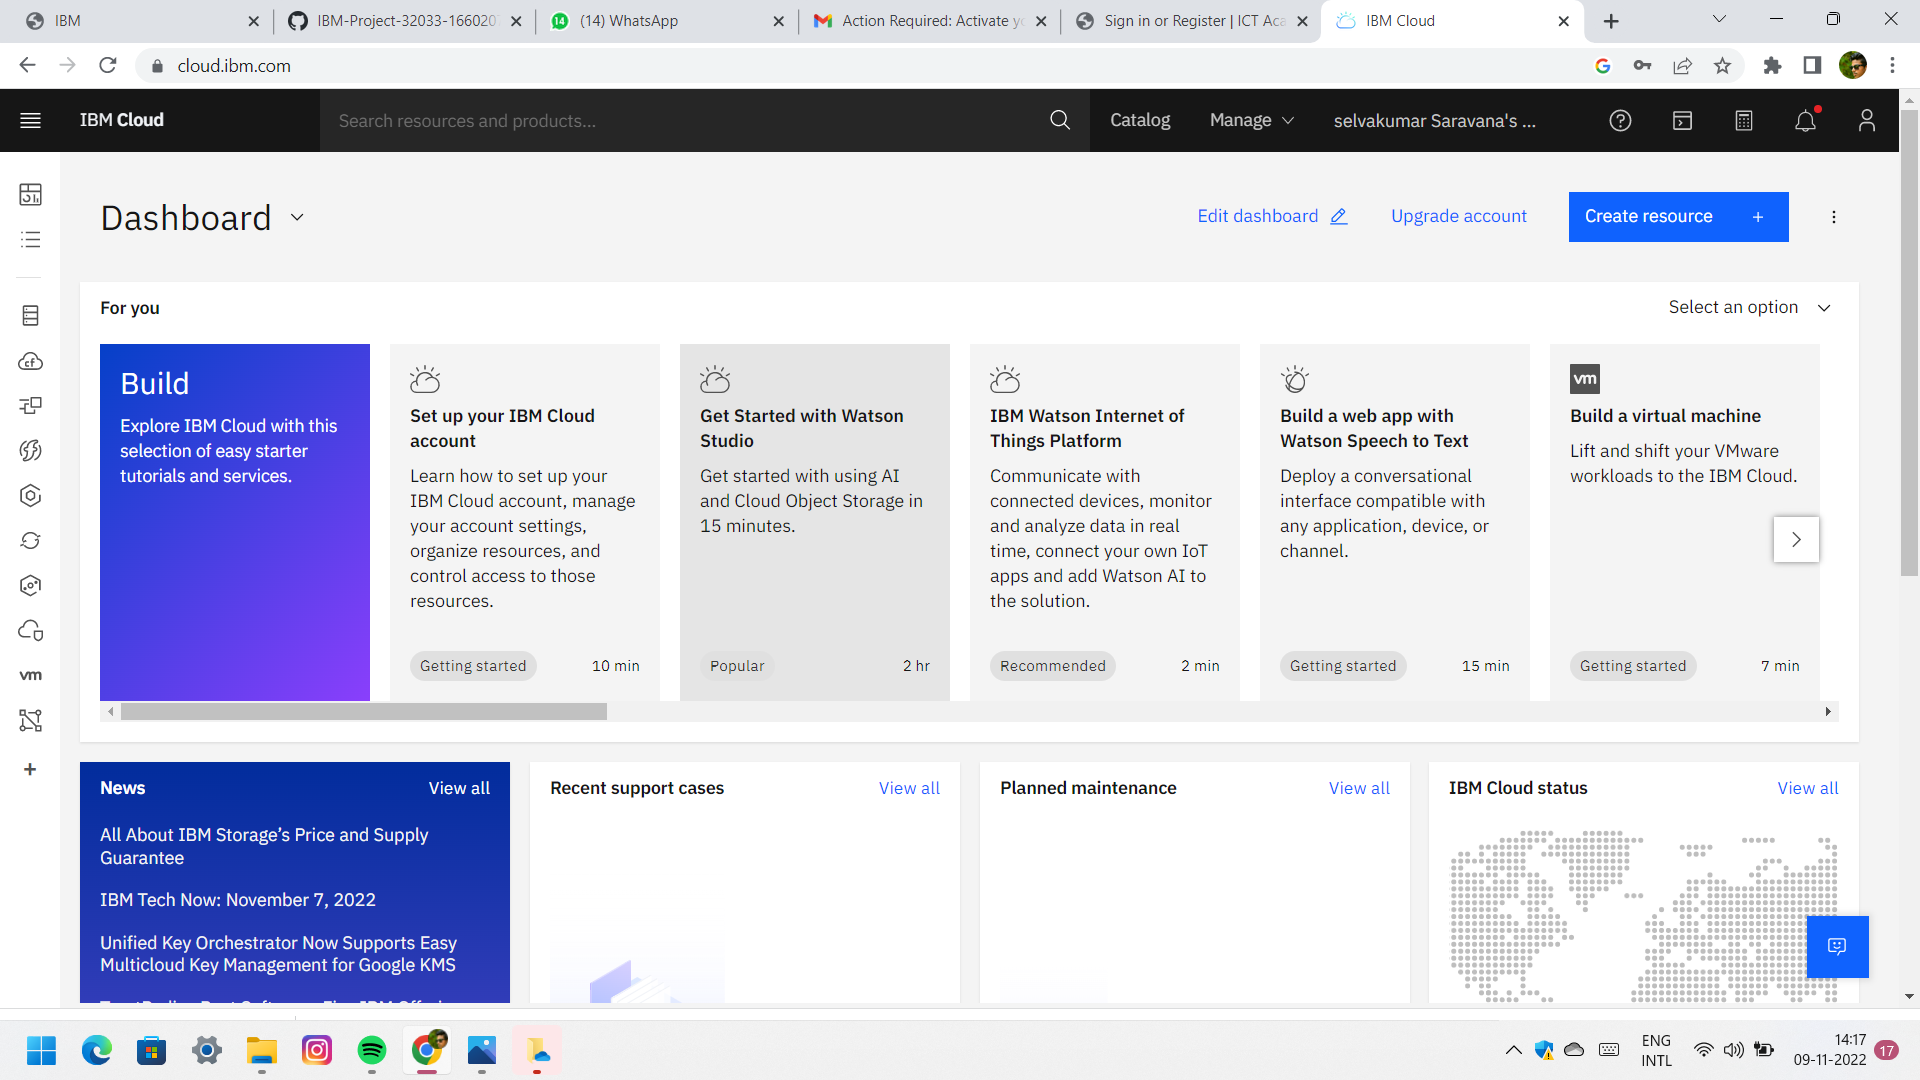 IBM
IBM-Project-32033-166020
(14) WhatsApp
Action Required: Activate yo
Sign in or Register | ICT Aca
IBM Cloud
cloud.ibm.com
IBM Cloud
Search resources and products...
Catalog
Manage
selvakumar Saravana's ...
Dashboard
Edit dashboard
Upgrade account
Create resource +
For you
Select an option
Build
Explore IBM Cloud with this
selection of easy starter
tutorials and services.
Set up your IBM Cloud
account
Learn how to set up your
IBM Cloud account, manage
your account settings,
organize resources, and
control access to those
resources.
Getting started
10 min
Get Started with Watson
Studio
Get started with using AI
and Cloud Object Storage in
15 minutes.
Popular
2 hr
IBM Watson Internet of
Things Platform
Communicate with
connected devices, monitor
and analyze data in real
time, connect your own IoT
apps and add Watson AI to
the solution.
Recommended
2 min
Build a web app with
Watson Speech to Text
Deploy a conversational
interface compatible with
any application, device, or
channel.
Getting started
15 min
vm
Build a virtual machine
Lift and shift your VMware
workloads to the IBM Cloud.
Getting started
7 min
vm
News
View all
All About IBM Storage’s Price and Supply
Guarantee
IBM Tech Now: November 7, 2022
Unified Key Orchestrator Now Supports Easy
Multicloud Key Management for Google KMS
Recent support cases
View all
Planned maintenance
View all
IBM Cloud status
View all
ENG
INTL
14:17
09-11-2022
17